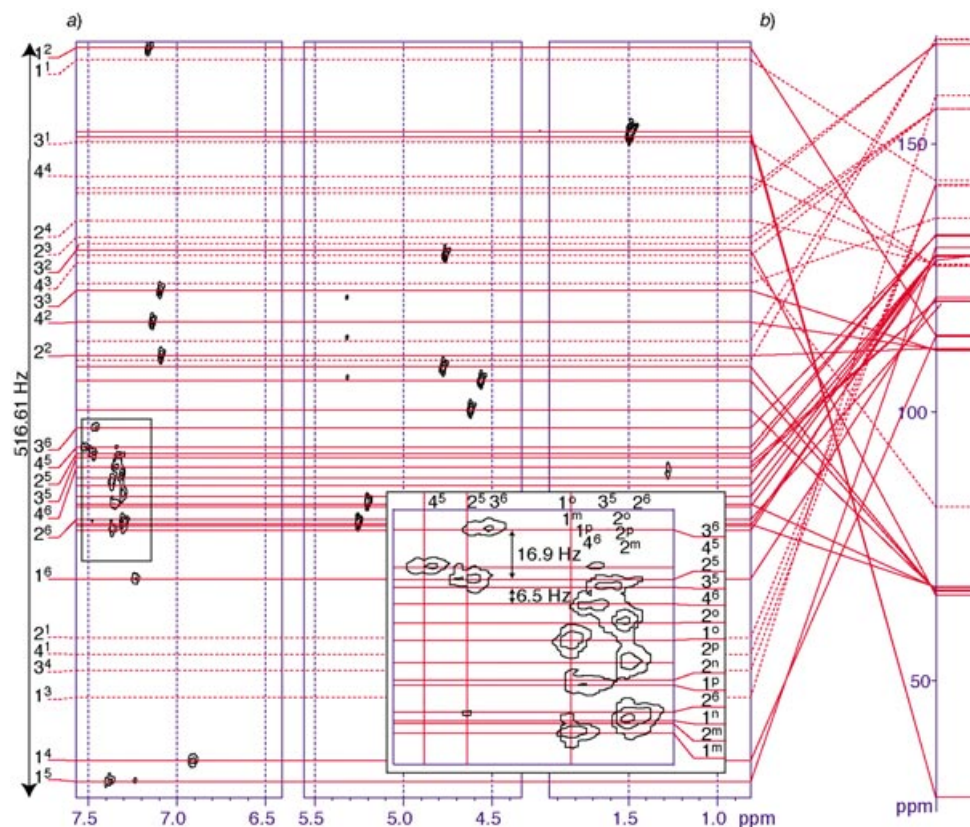 a)
b)
1²
1¹
3¹
4⁴
2⁴
2³
3²
4³
3³
4²
2²
516.61 Hz
3⁶
4⁵
2⁵
3⁵
4⁶
2⁶
1⁶
2¹
4¹
3⁴
1³
1⁴
1⁵
7.5 7.0 6.5 5.5 5.0 4.5 1.5 1.0 ppm
4⁵ 2⁵ 3⁶ 1ᵒ 3⁵ 2⁶
1ᵐ 2ᵒ
1ᵖ 2ᵖ
4⁶ 2ᵐ
16.9 Hz
6.5 Hz
3⁶
4⁵
2⁵
3⁵
4⁶
2ᵒ
1ᵒ
2ᵖ
2ⁿ
1ᵖ
2⁶
1ⁿ
2ᵐ
1ᵐ
150
100
50
ppm